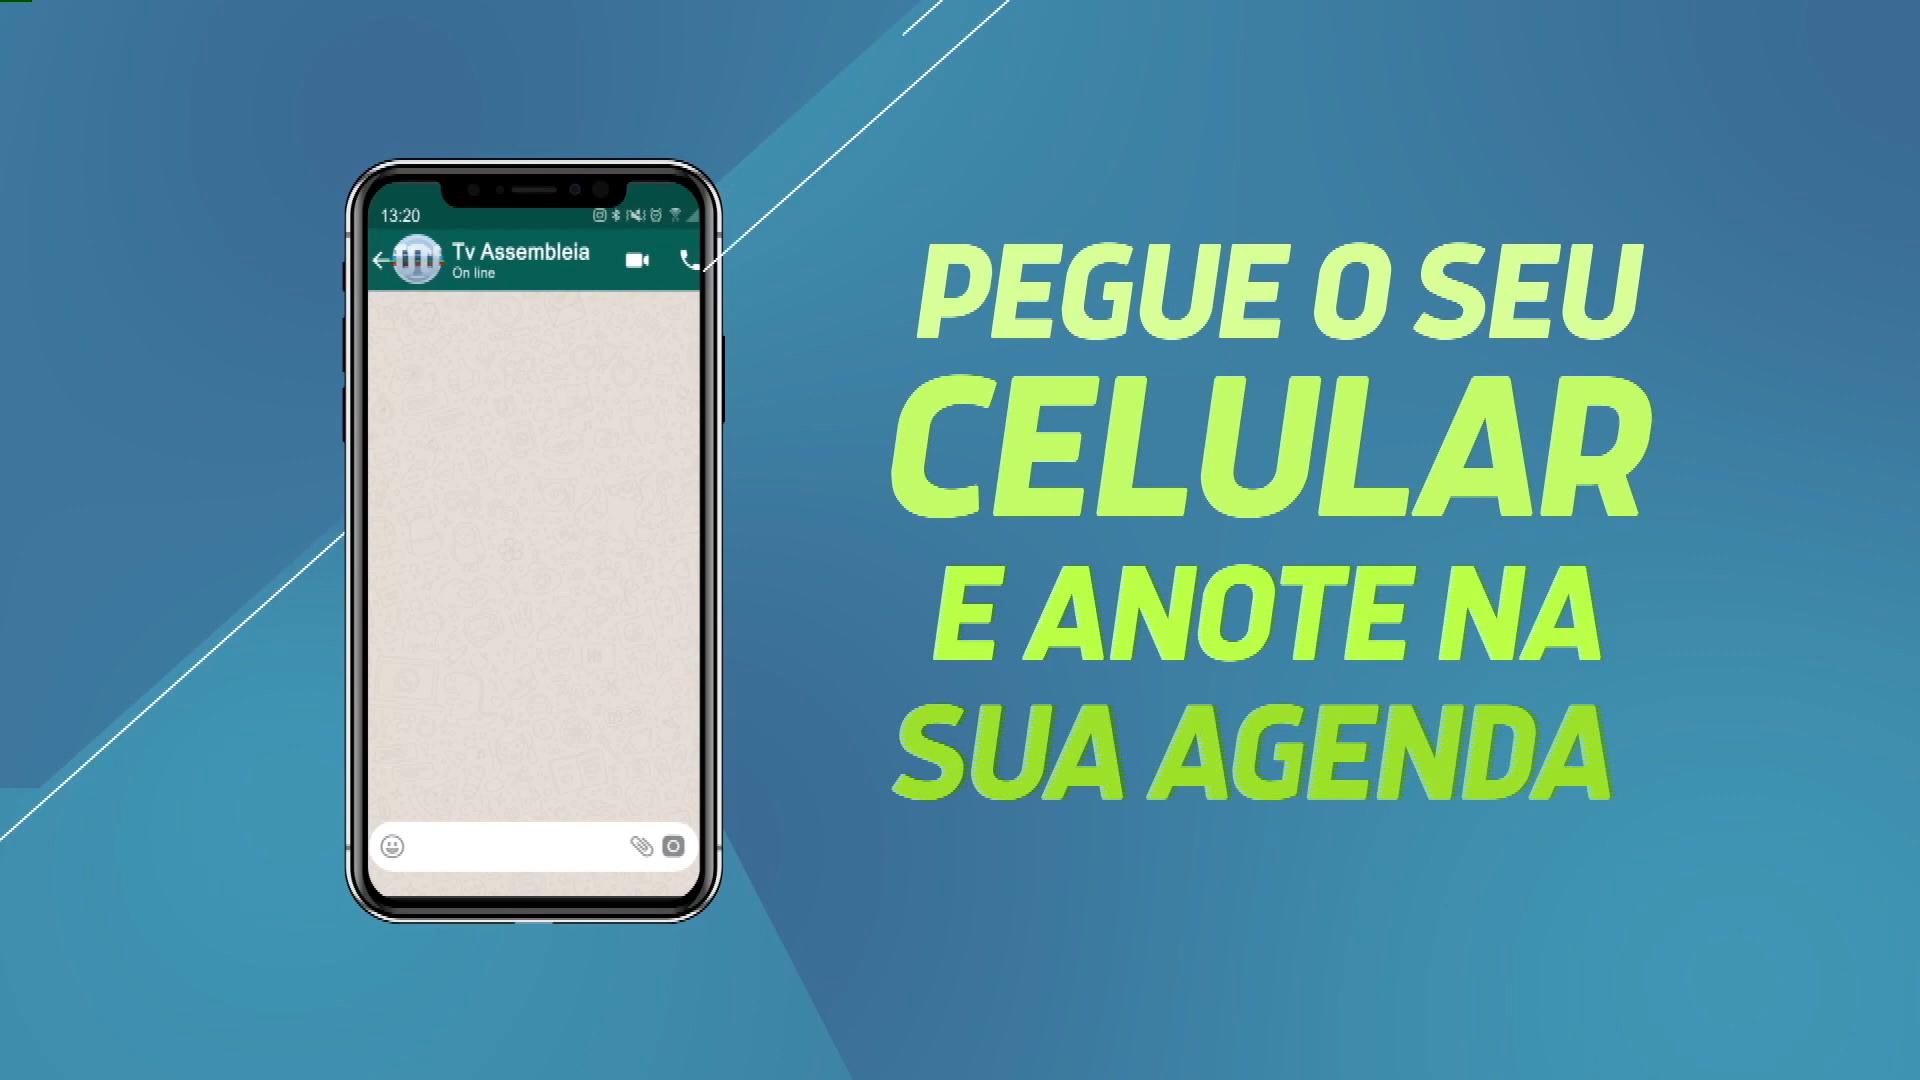 13:20
Tv Assembleia
On line
PEGUE O SEU
CELULAR
E ANOTE NA
SUA AGENDA